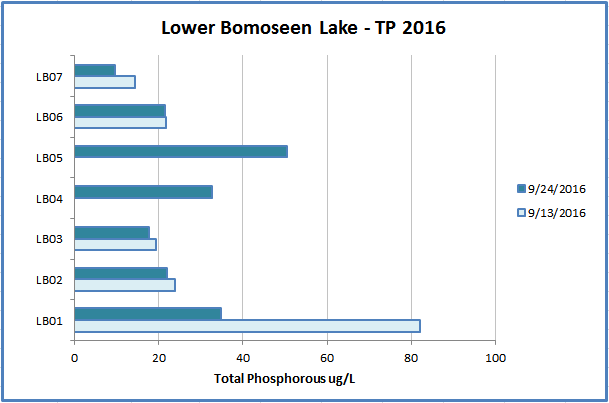 Lower Bomoseen Lake - TP 2016
LB07
LB06
LB05
LB04
LB03
LB02
LB01
9/24/2016
9/13/2016
0 20 40 60 80 100
Total Phosphorous ug/L